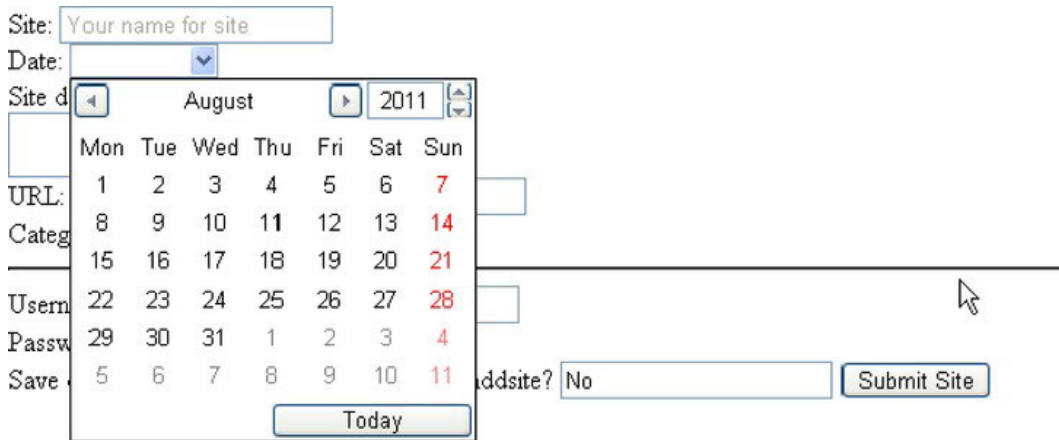 Site: Your name for site
Date:
Site d
August 2011
Mon Tue Wed Thu Fri Sat Sun
1 2 3 4 5 6 7
8 9 10 11 12 13 14
15 16 17 18 19 20 21
22 23 24 25 26 27 28
29 30 31 1 2 3 4
5 6 7 8 9 10 11
Today
URL:
Categ
Usern
Passw
Save
ddsite? No
Submit Site